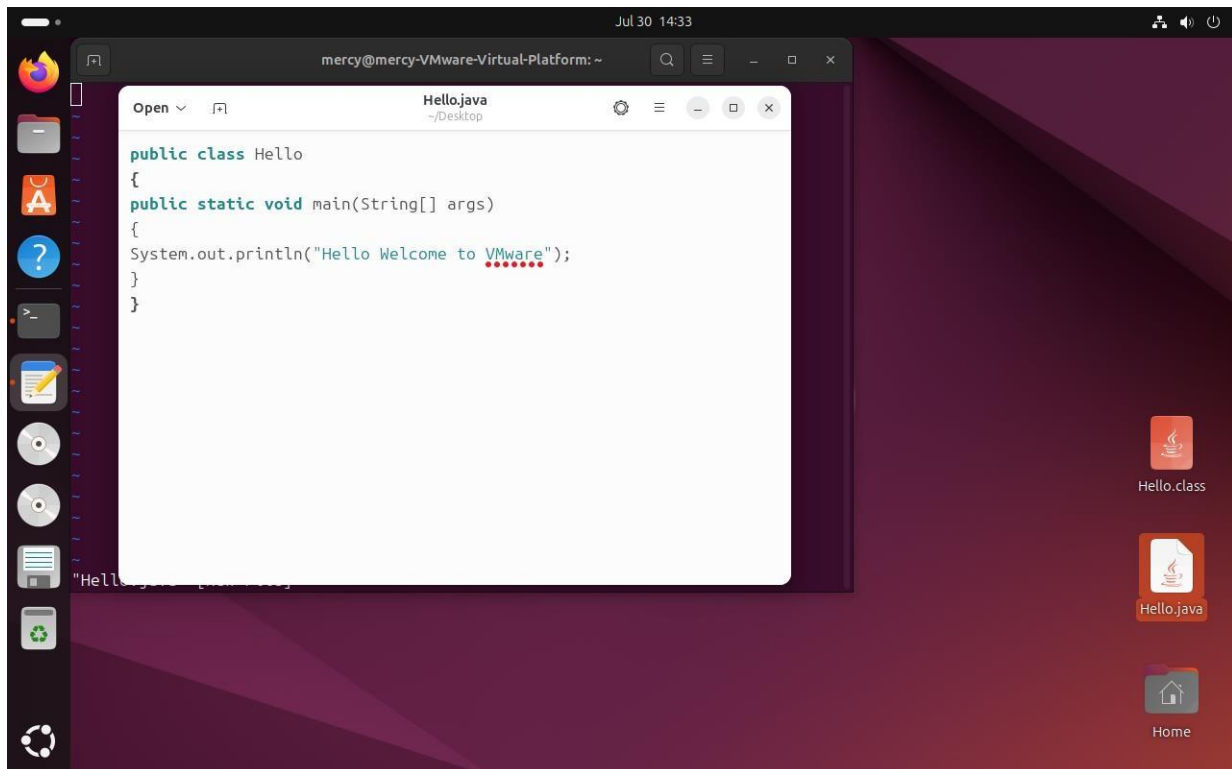 Jul 30 14:33
mercy@mercy-VMware-Virtual-Platform: ~
Open
Hello.java
~/Desktop
public class Hello
{
public static void main(String[] args)
{
System.out.println("Hello Welcome to VMware");
}
}
"Hell
Hello.class
Hello.java
Home